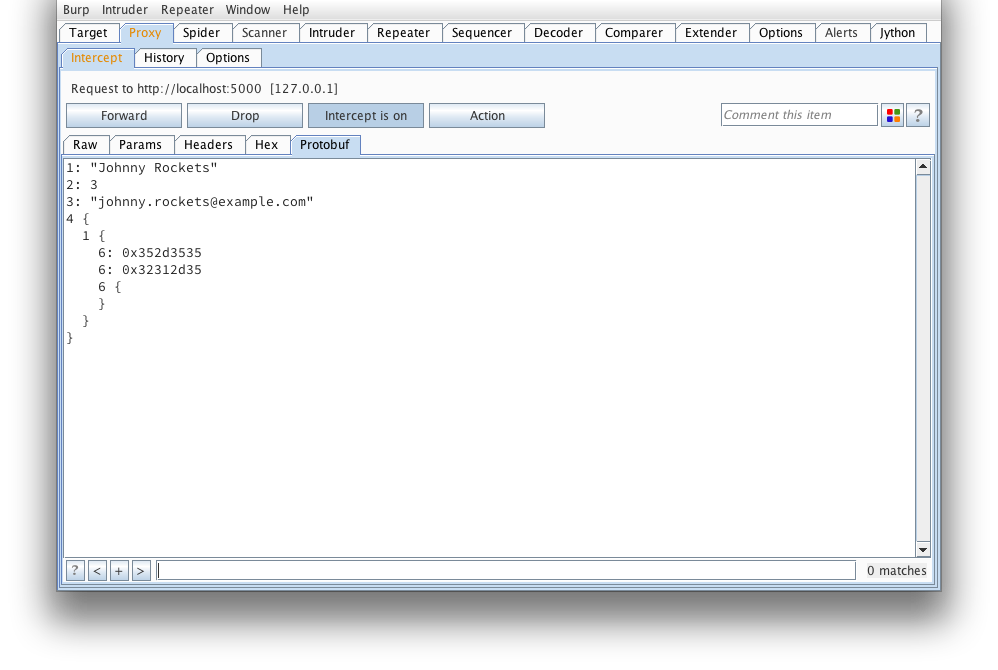 Burp Intruder Repeater Window Help
Target Proxy Spider Scanner Intruder Repeater Sequencer Decoder Comparer Extender Options Alerts Jython
Intercept History Options
Request to http://localhost:5000 [127.0.0.1]
Forward Drop Intercept is on Action Comment this item ?
Raw Params Headers Hex Protobuf
1: "Johnny Rockets"
2: 3
3: "johnny.rockets@example.com"
4 {
  1 {
    6: 0x352d3535
    6: 0x32312d35
    6 {
    }
  }
}
? < + > 0 matches